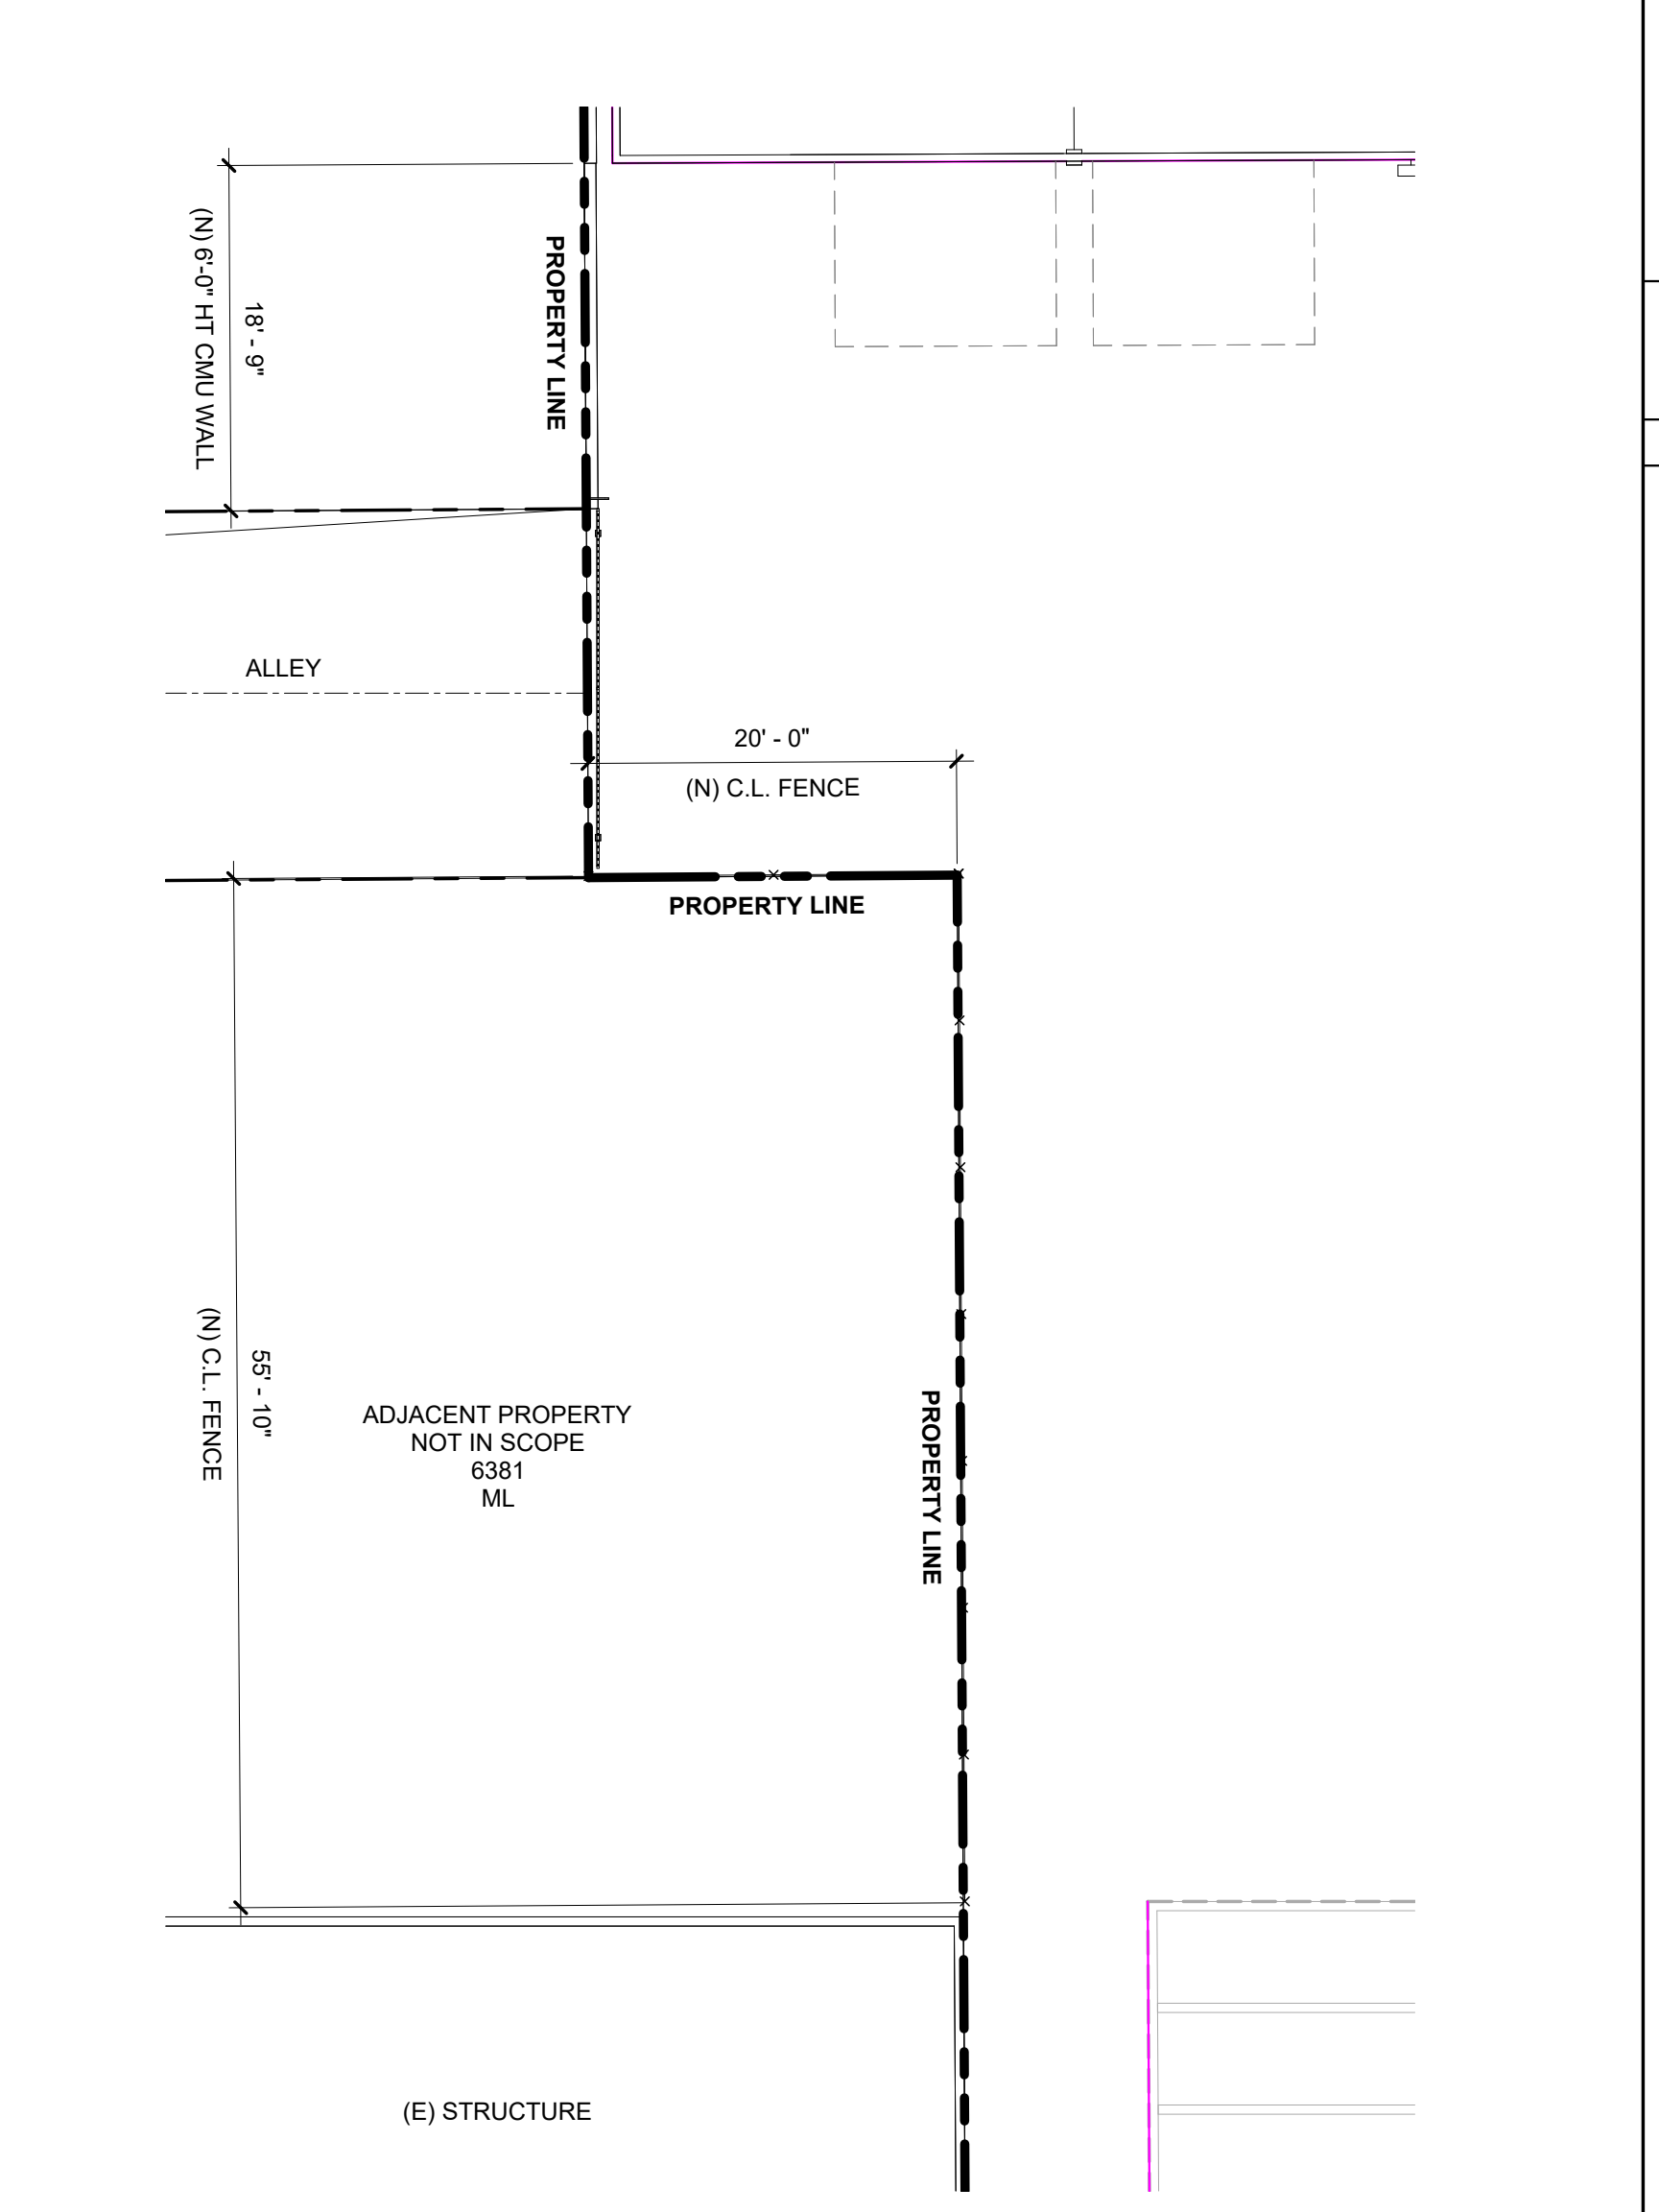 PROPERTY LINE
18' - 9"
(N) 6'-0" HT CMU WALL
ALLEY
20' - 0"
(N) C.L. FENCE
PROPERTY LINE
55' - 10"
(N) C.L. FENCE
ADJACENT PROPERTY
NOT IN SCOPE
6381
ML
PROPERTY LINE
(E) STRUCTURE